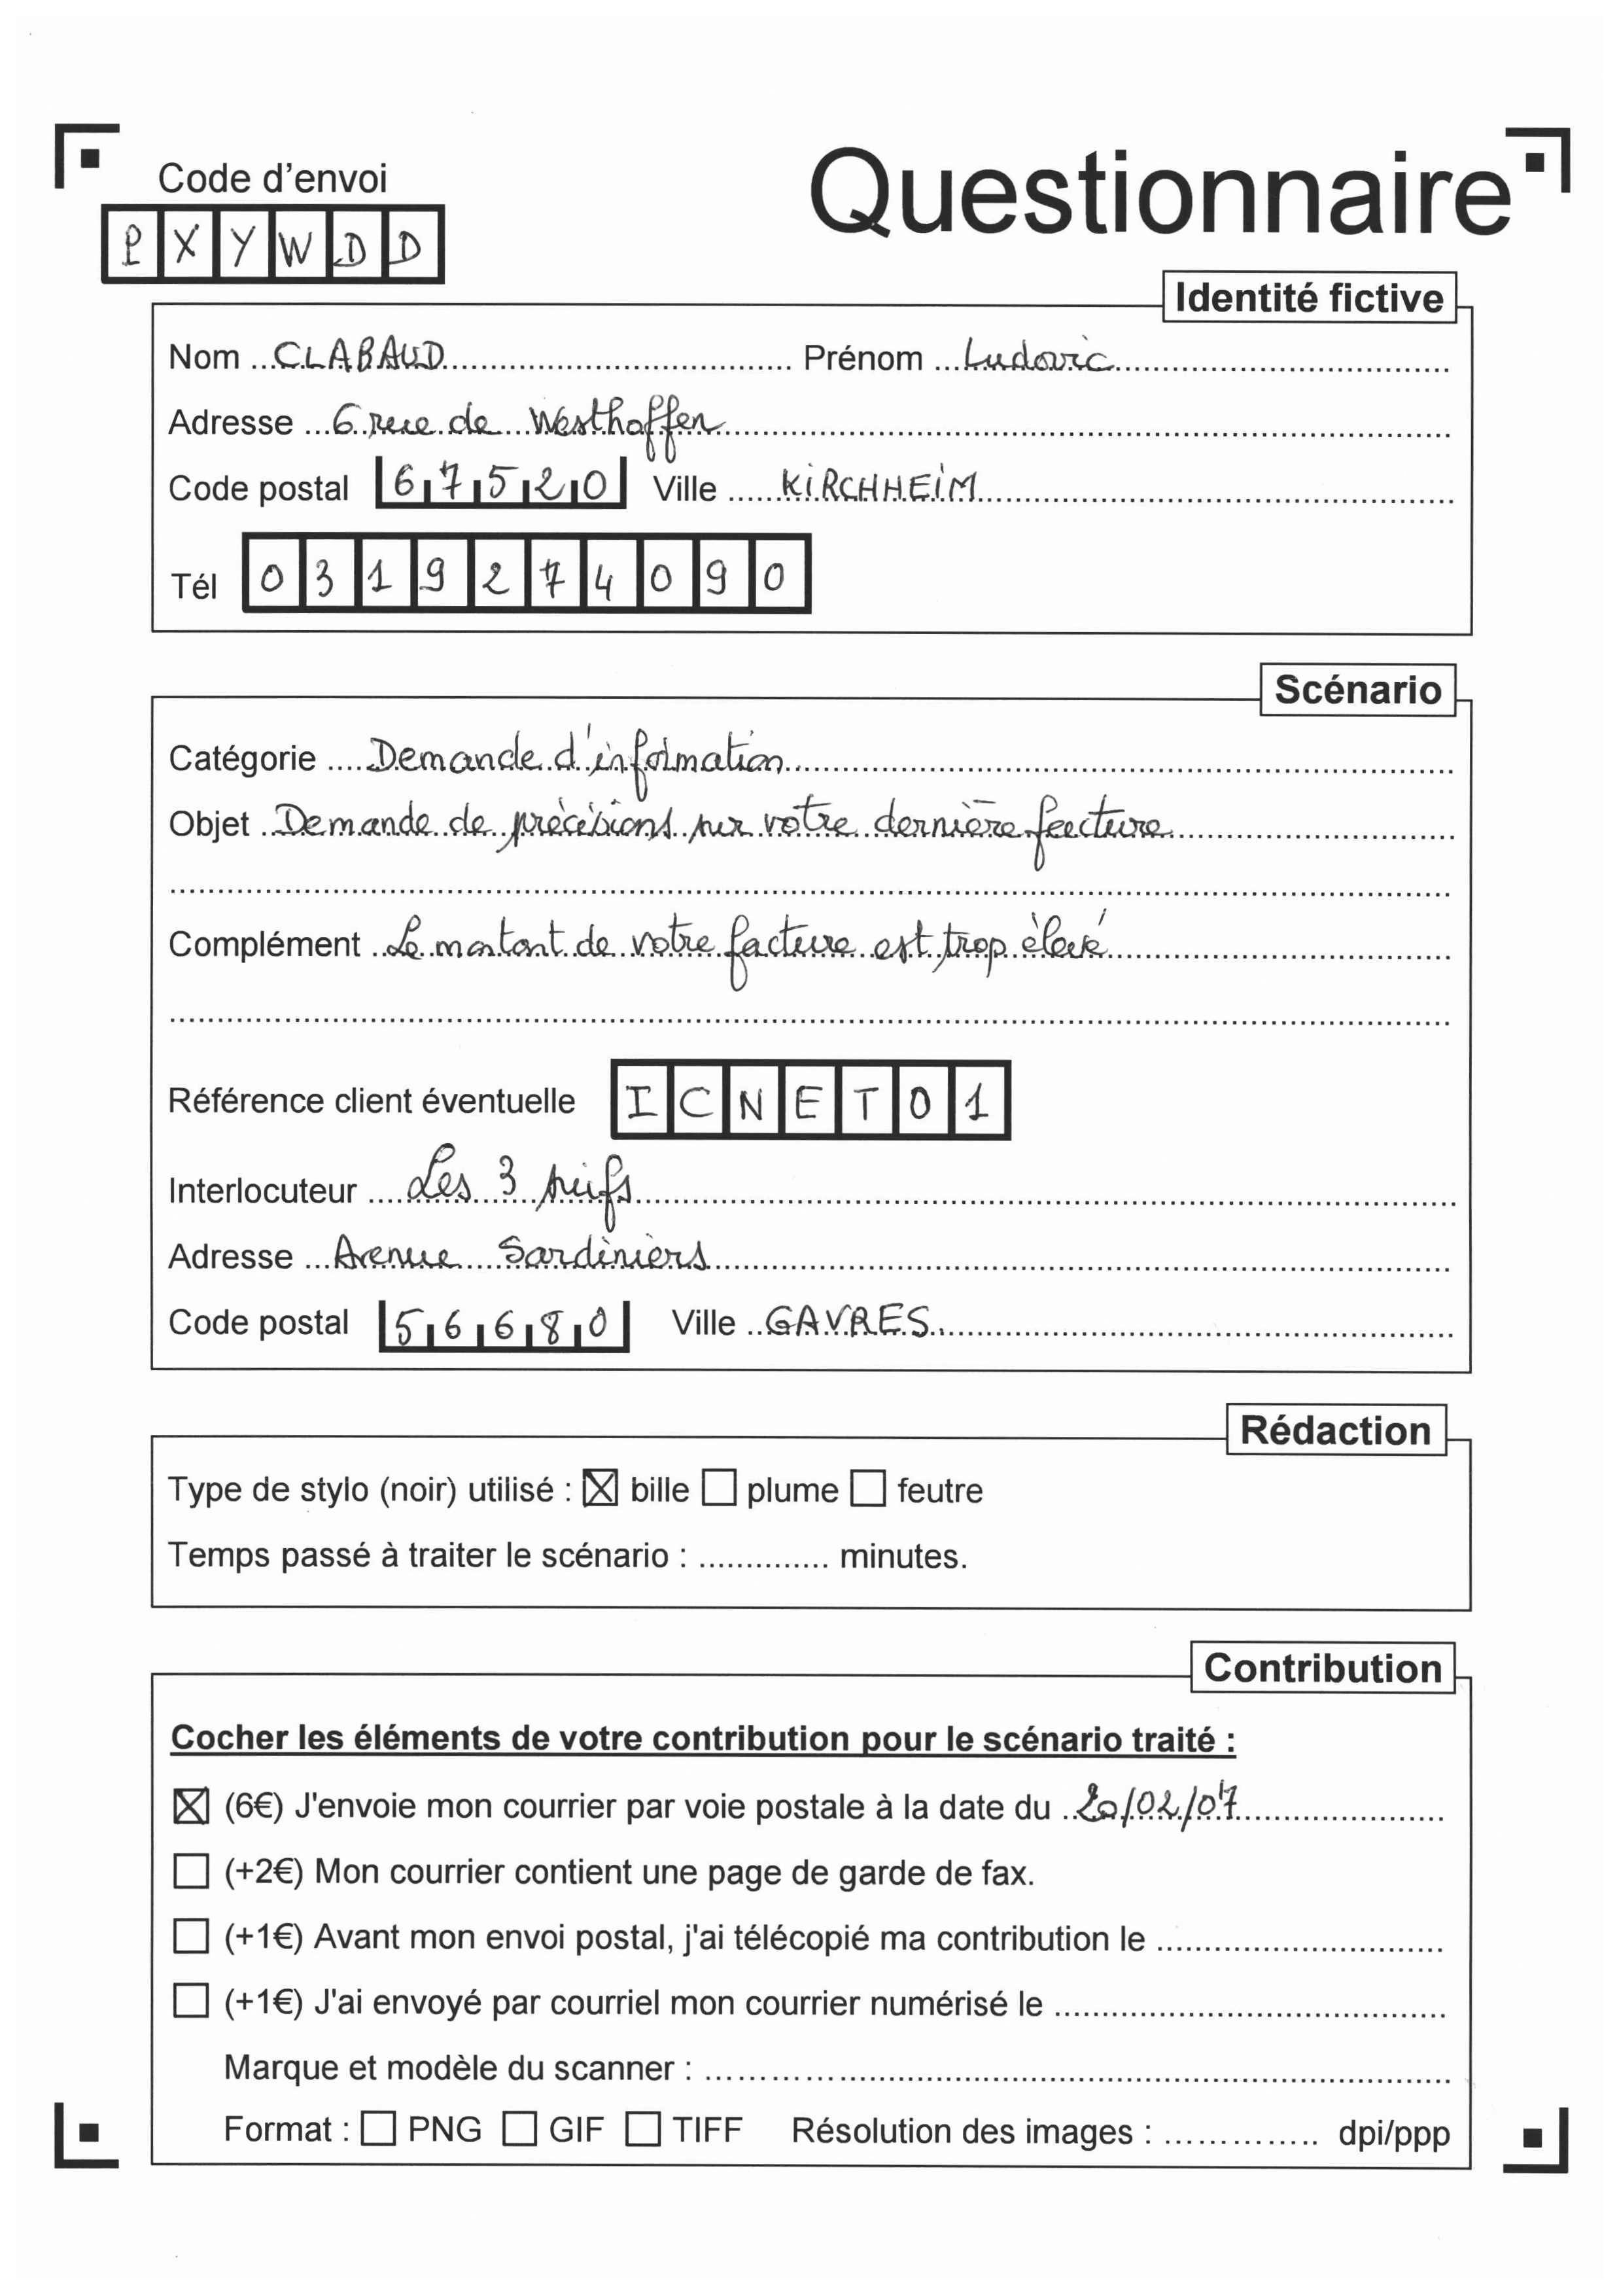 Code d'envoi
Questionnaire
PXYWDD
Identité fictive
Nom CLABAUD Prénom Ludovic
Adresse 6 rue de Westhoffen
Code postal 67520 Ville KIRCHHEIM
Tél 0319274090
Scénario
Catégorie Demande d'information
Objet Demande de précisions sur votre dernière facture
Complément Le montant de votre facture est trop élevé
Référence client éventuelle ICNET01
Interlocuteur Les 3
Adresse Avenue Sardiniers
Code postal 56680 Ville GAVRES
Rédaction
Type de stylo (noir) utilisé : ☒ bille ☐ plume ☐ feutre
Temps passé à traiter le scénario : .............. minutes.
Contribution
Cocher les éléments de votre contribution pour le scénario traité :
☒ (6€) J'envoie mon courrier par voie postale à la date du 20/02/07
☐ (+2€) Mon courrier contient une page de garde de fax.
☐ (+1€) Avant mon envoi postal, j'ai télécopié ma contribution le ..............
☐ (+1€) J'ai envoyé par courriel mon courrier numérisé le ..............
Marque et modèle du scanner : ..............
Format : ☐ PNG ☐ GIF ☐ TIFF Résolution des images : .............. dpi/ppp